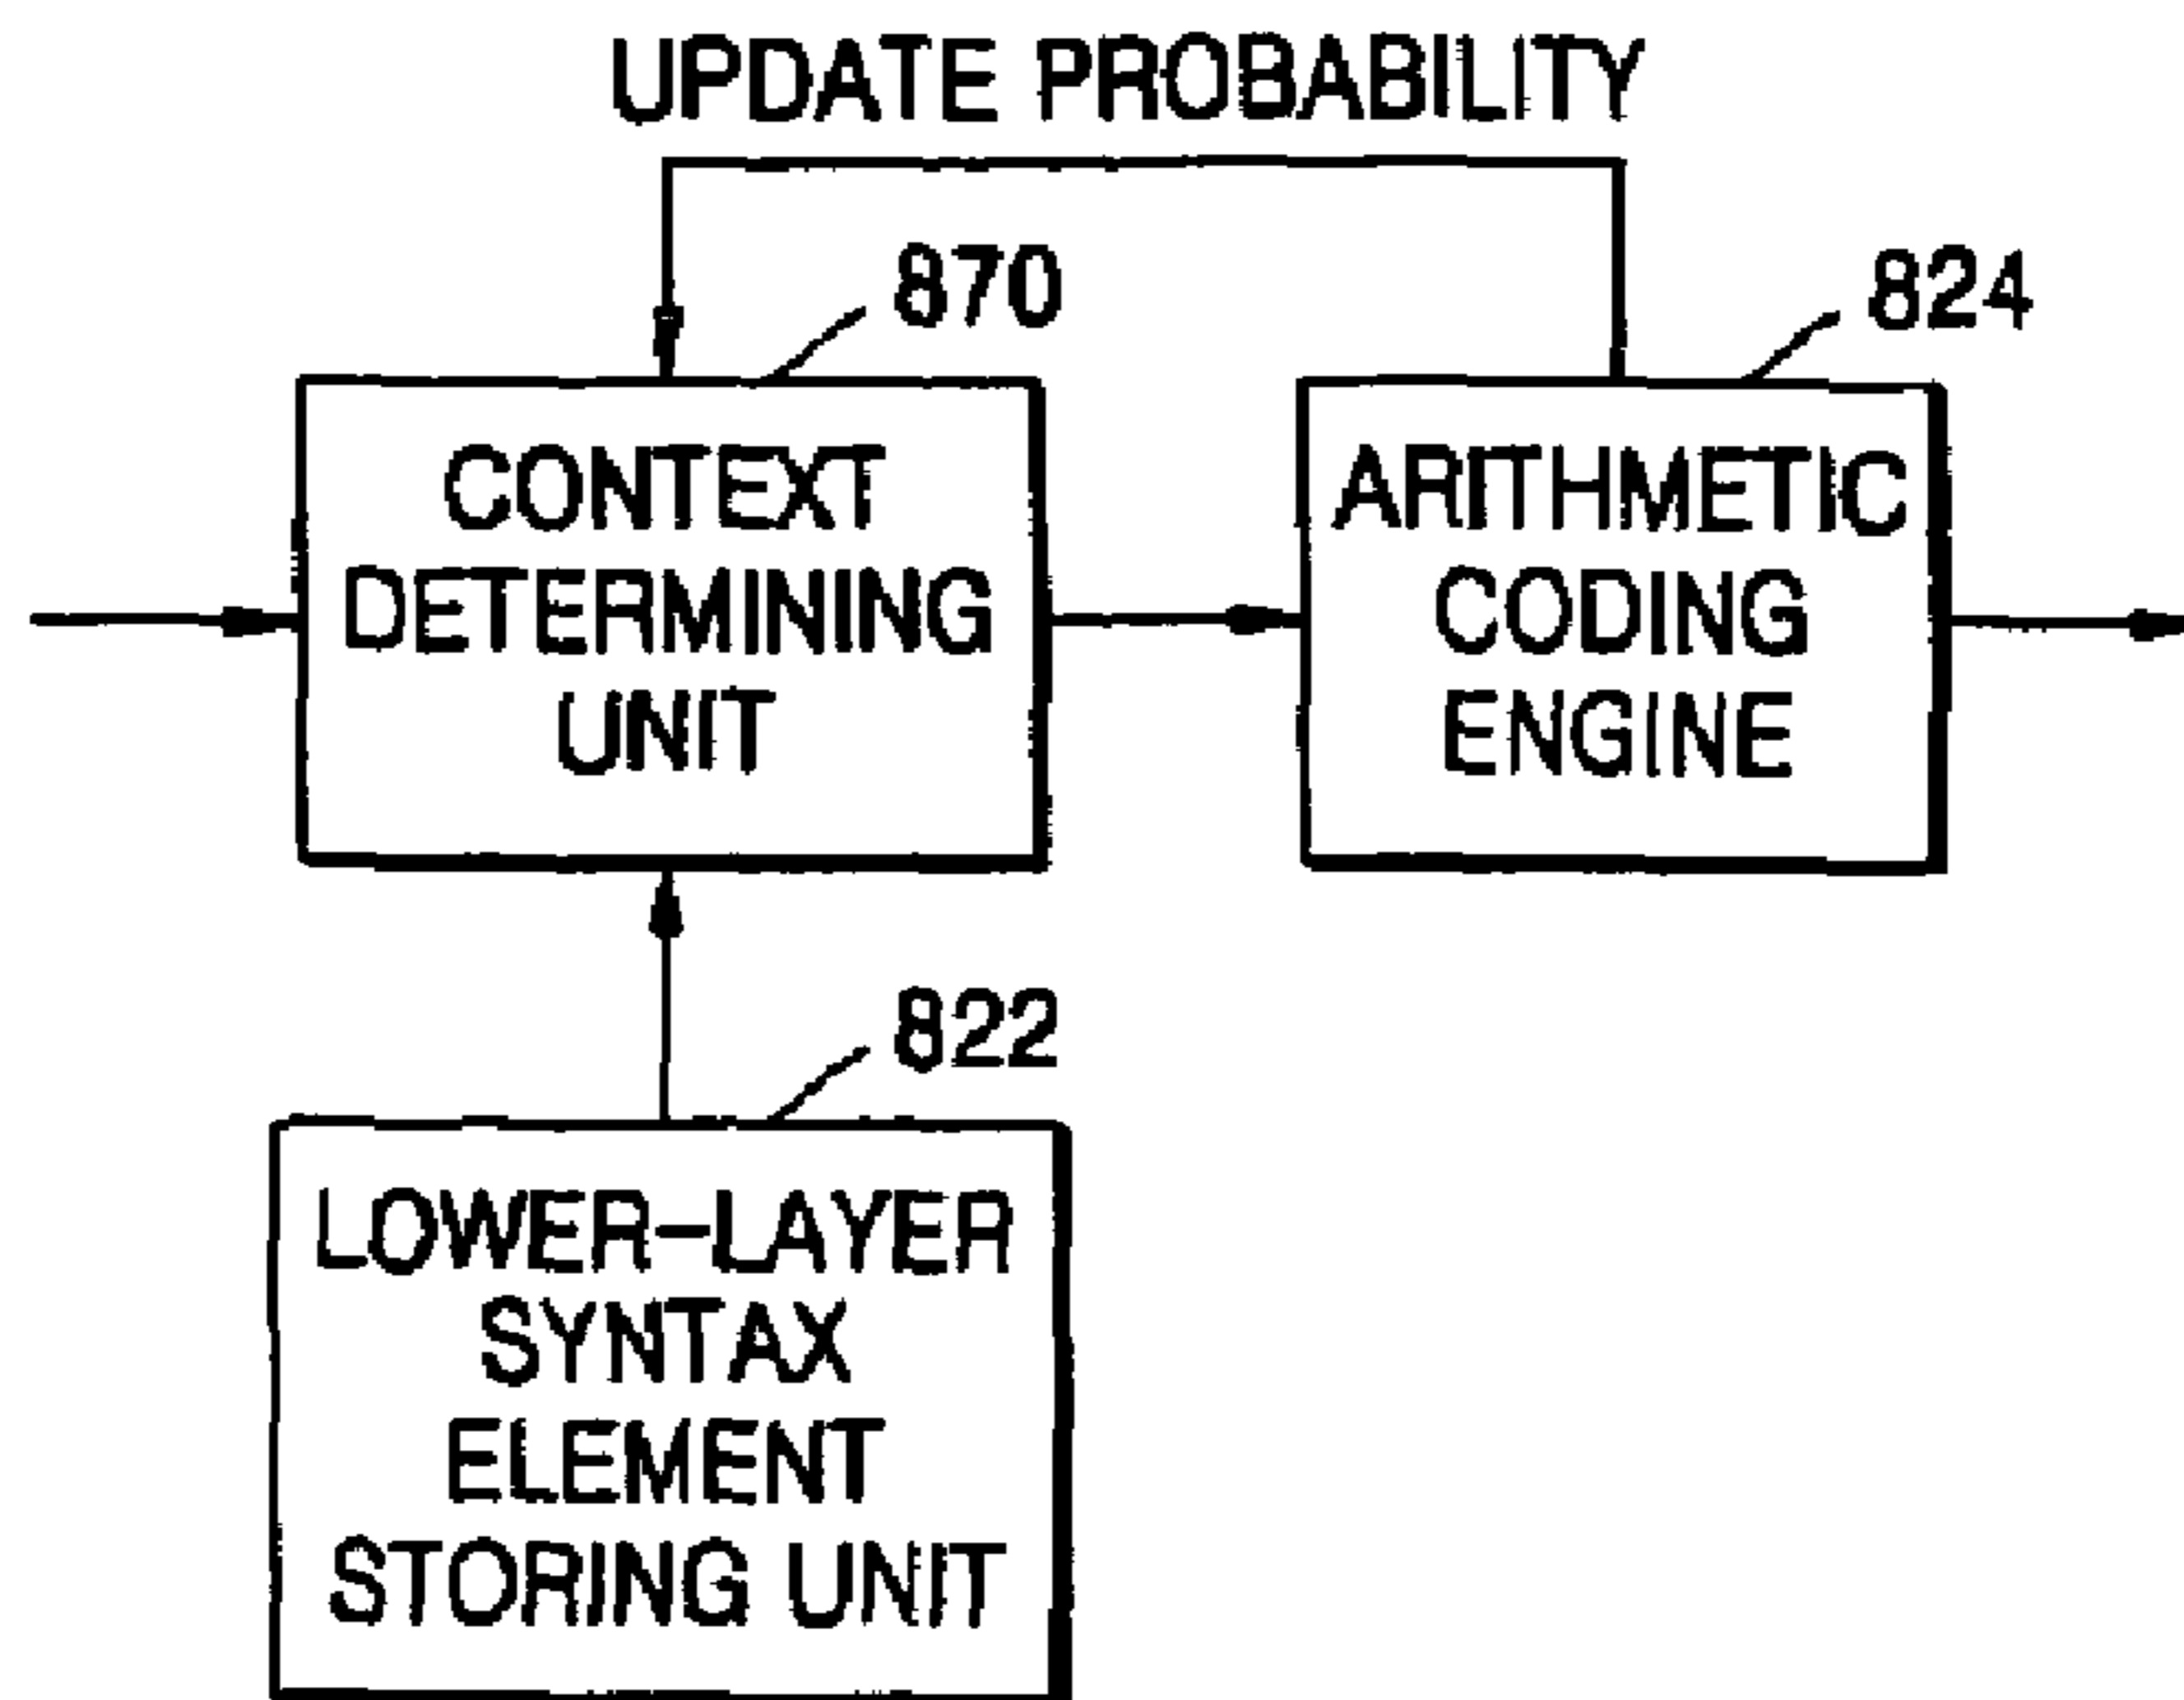 UPDATE PROBABILITY
870
824
CONTEXT
DETERMINING
UNIT
ARITHMETIC
CODING
ENGINE
822
LOWER-LAYER
SYNTAX
ELEMENT
STORING UNIT